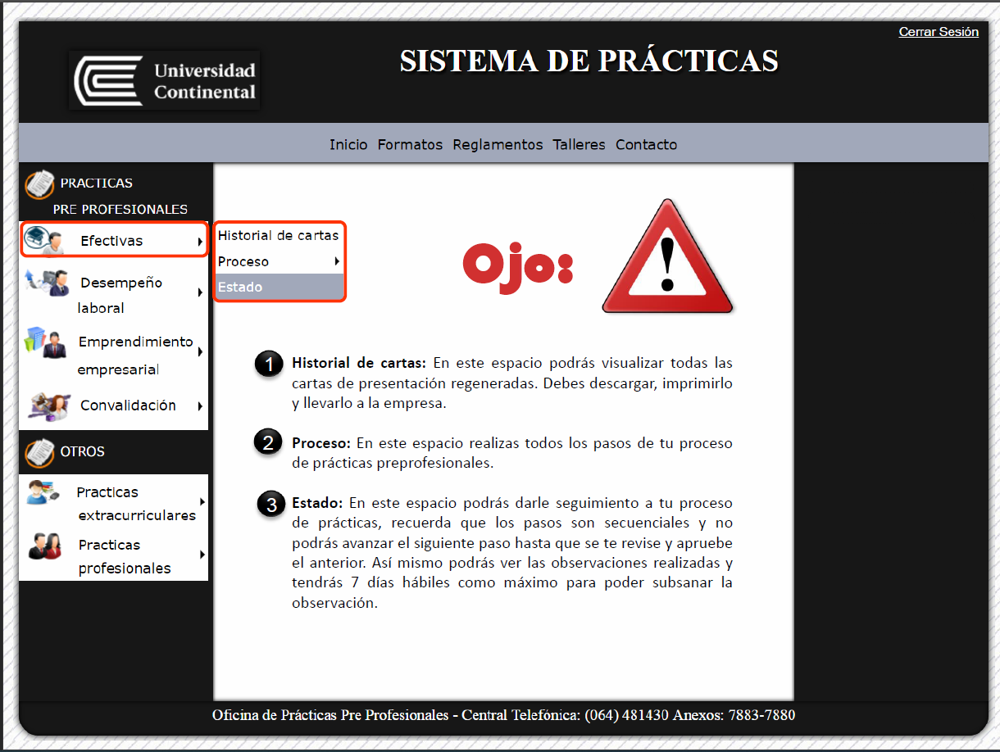 Cerrar Sesión
Universidad
Continental
SISTEMA DE PRÁCTICAS
Inicio Formatos Reglamentos Talleres Contacto
PRACTICAS
PRE PROFESIONALES
Efectivas
Desempeño
laboral
Emprendimiento
empresarial
Convalidación
OTROS
Practicas
extracurriculares
Practicas
profesionales
Historial de cartas
Proceso
Estado
Ojo:
!
1 Historial de cartas: En este espacio podrás visualizar todas las
cartas de presentación regeneradas. Debes descargar, imprimirlo
y llevarlo a la empresa.
2 Proceso: En este espacio realizas todos los pasos de tu proceso
de prácticas preprofesionales.
3 Estado: En este espacio podrás darle seguimiento a tu proceso
de prácticas, recuerda que los pasos son secuenciales y no
podrás avanzar el siguiente paso hasta que se te revise y apruebe
el anterior. Así mismo podrás ver las observaciones realizadas y
tendrás 7 días hábiles como máximo para poder subsanar la
observación.
Oficina de Prácticas Pre Profesionales - Central Telefónica: (064) 481430 Anexos: 7883-7880